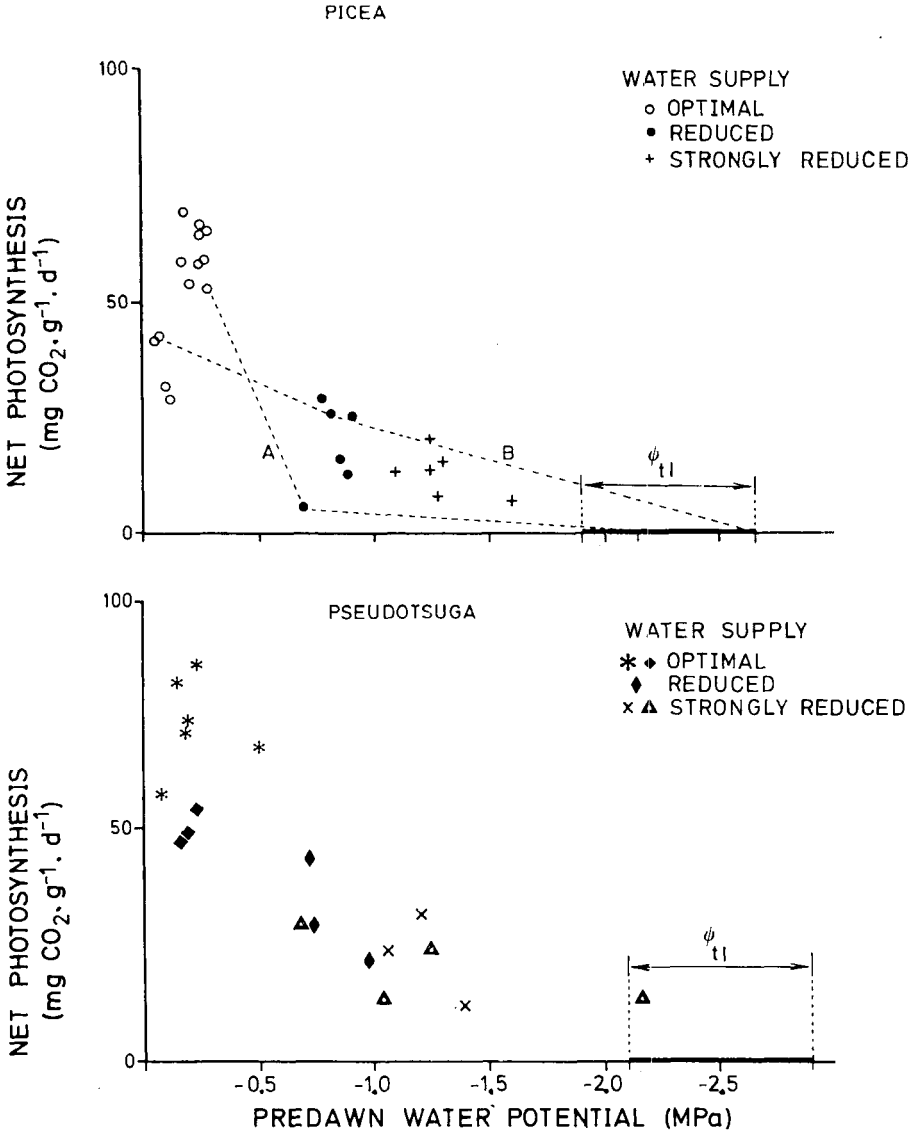 PICEA
100
50
0
NET PHOTOSYNTHESIS
(mg CO₂. g⁻¹. d⁻¹)
WATER SUPPLY
OPTIMAL
REDUCED
+ STRONGLY REDUCED
A
B
ψtl
PSEUDOTSUGA
100
50
0
NET PHOTOSYNTHESIS
(mg CO₂. g⁻¹. d⁻¹)
WATER SUPPLY
OPTIMAL
REDUCED
STRONGLY REDUCED
ψtl
-0.5 -1.0 -1.5 -2.0 -2.5
PREDAWN WATER POTENTIAL (MPa)